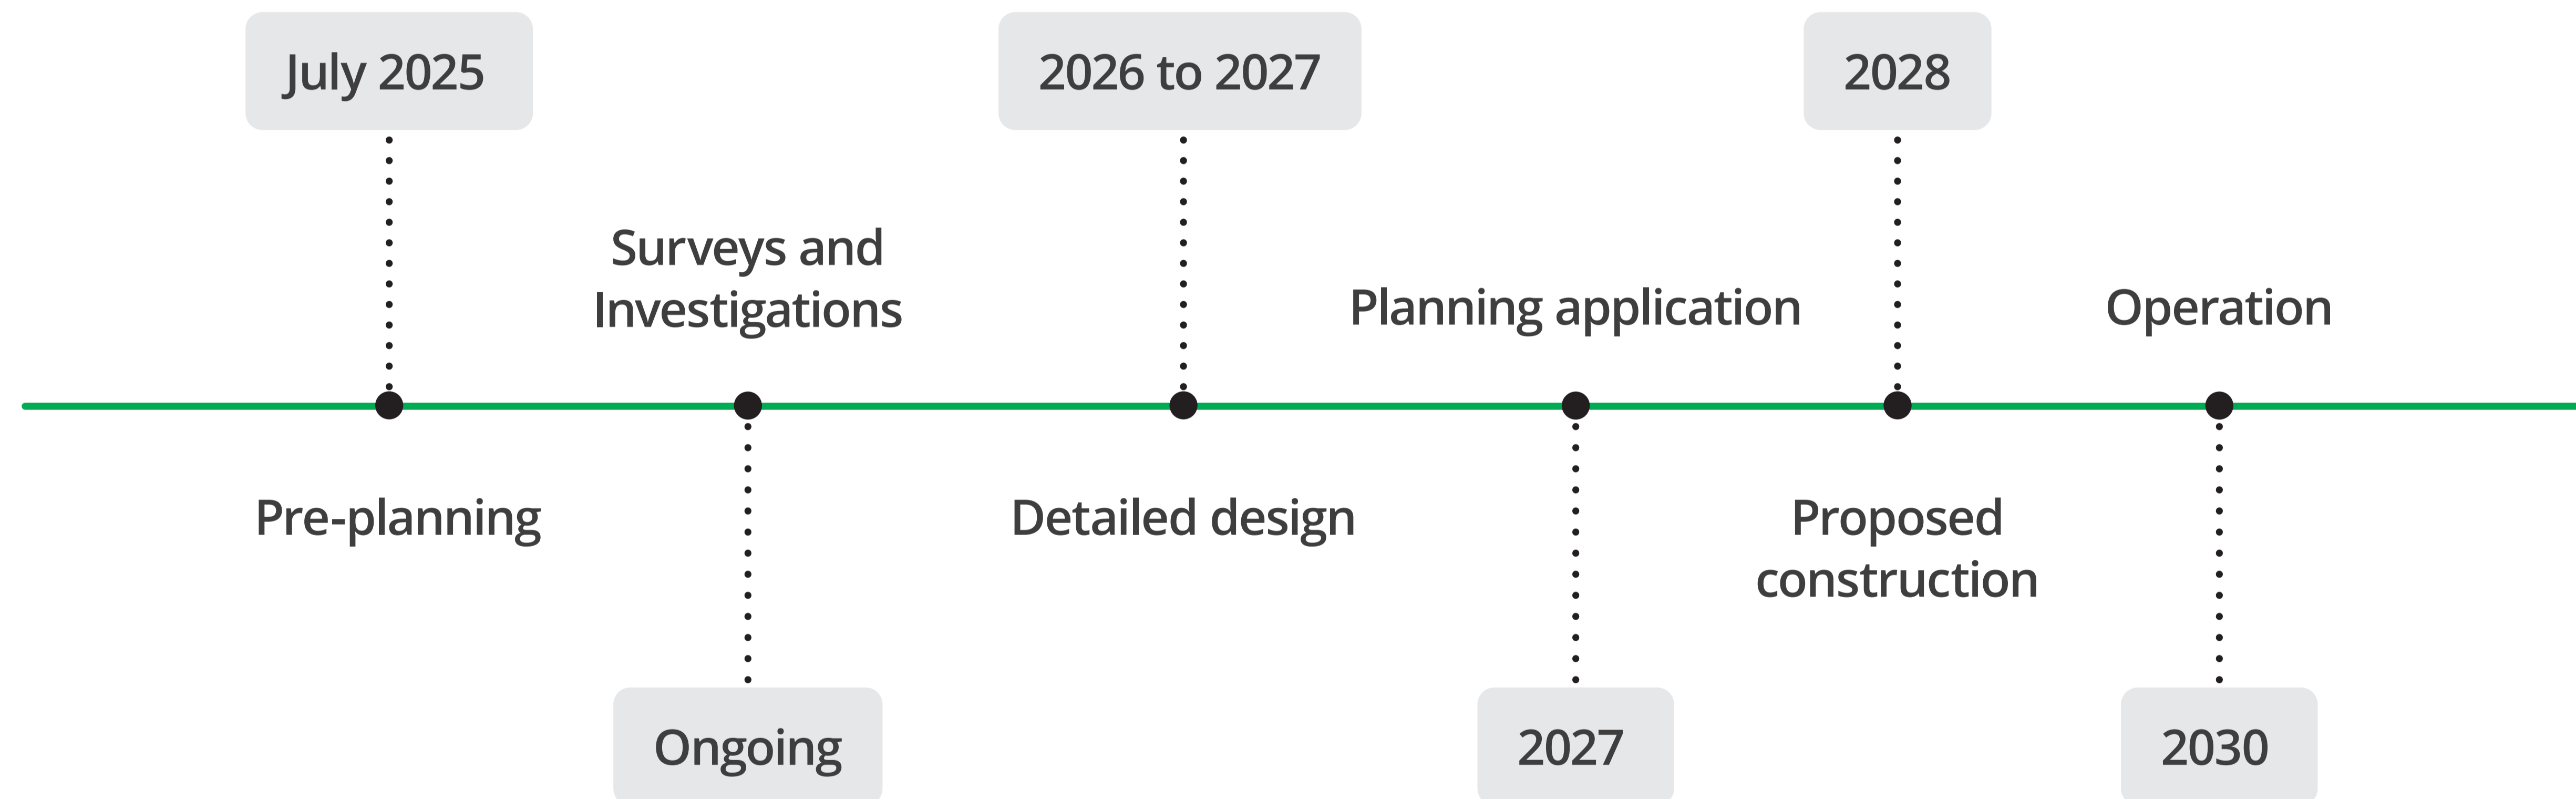 July 2025
2026 to 2027
2028
Surveys and
Investigations
Planning application
Operation
Pre-planning
Detailed design
Proposed
construction
Ongoing
2027
2030